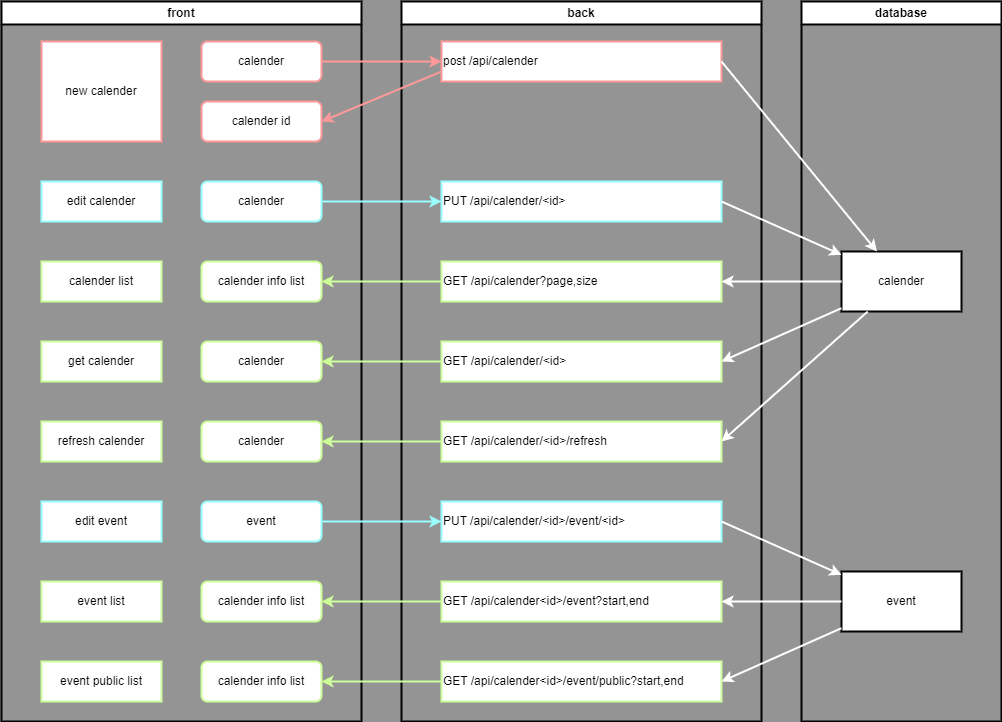 front
back
database
new calender
calender
post /api/calender
calender id
edit calender
calender
PUT /api/calender/<id>
calender list
calender info list
GET /api/calender?page,size
calender
get calender
calender
GET /api/calender/<id>
refresh calender
calender
GET /api/calender/<id>/refresh
edit event
event
PUT /api/calender/<id>/event/<id>
event list
calender info list
GET /api/calender<id>/event?start,end
event
event public list
calender info list
GET /api/calender<id>/event/public?start,end